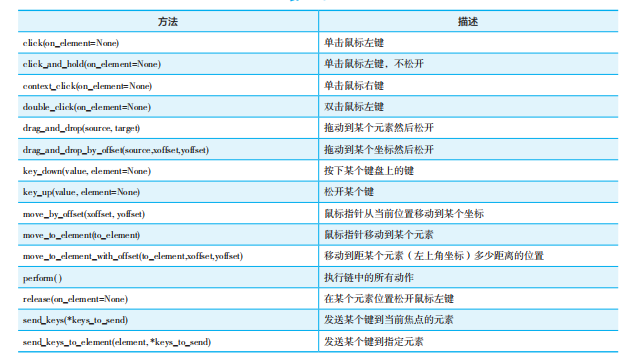 方法 描述
click(on_element=None) 单击鼠标左键
click_and_hold(on_element=None) 单击鼠标左键，不松开
context_click(on_element=None) 单击鼠标右键
double_click(on_element=None) 双击鼠标左键
drag_and_drop(source, target) 拖动到某个元素然后松开
drag_and_drop_by_offset(source,xoffset,yoffset) 拖动到某个坐标然后松开
key_down(value, element=None) 按下某个键盘上的键
key_up(value, element=None) 松开某个键
move_by_offset(xoffset, yoffset) 鼠标指针从当前位置移动到某个坐标
move_to_element(to_element) 鼠标指针移动到某个元素
move_to_element_with_offset(to_element,xoffset,yoffset) 移动到距某个元素（左上角坐标）多少距离的位置
perform( ) 执行链中的所有动作
release(on_element=None) 在某个元素位置松开鼠标左键
send_keys(*keys_to_send) 发送某个键到当前焦点的元素
send_keys_to_element(element, *keys_to_send) 发送某个键到指定元素